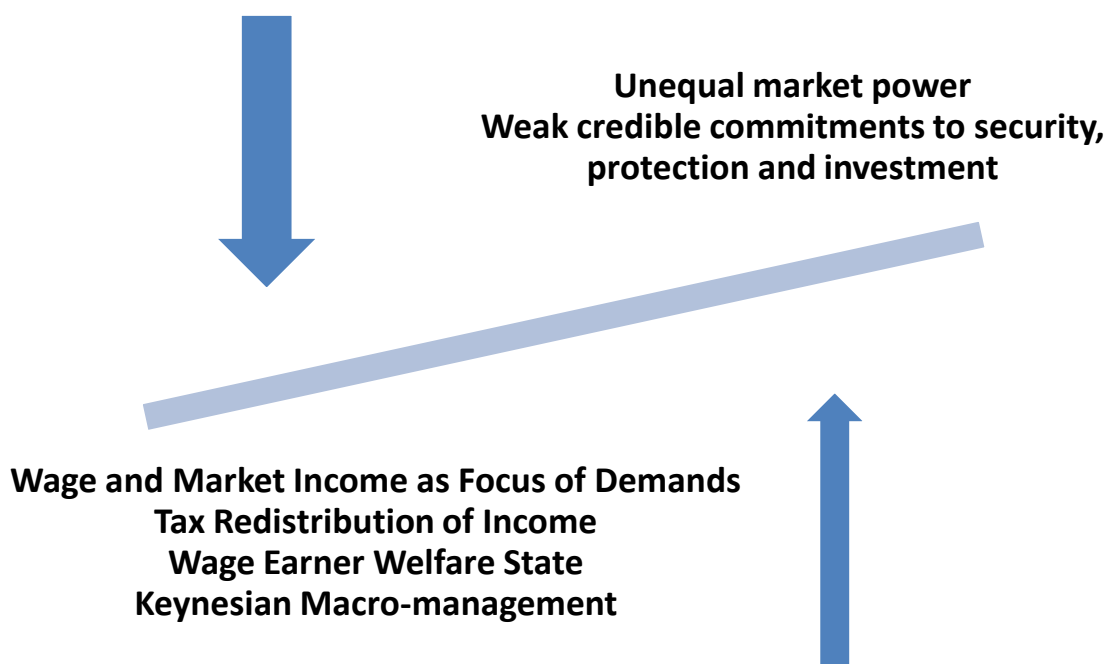 Unequal market power
Weak credible commitments to security,
protection and investment
Wage and Market Income as Focus of Demands
Tax Redistribution of Income
Wage Earner Welfare State
Keynesian Macro-management